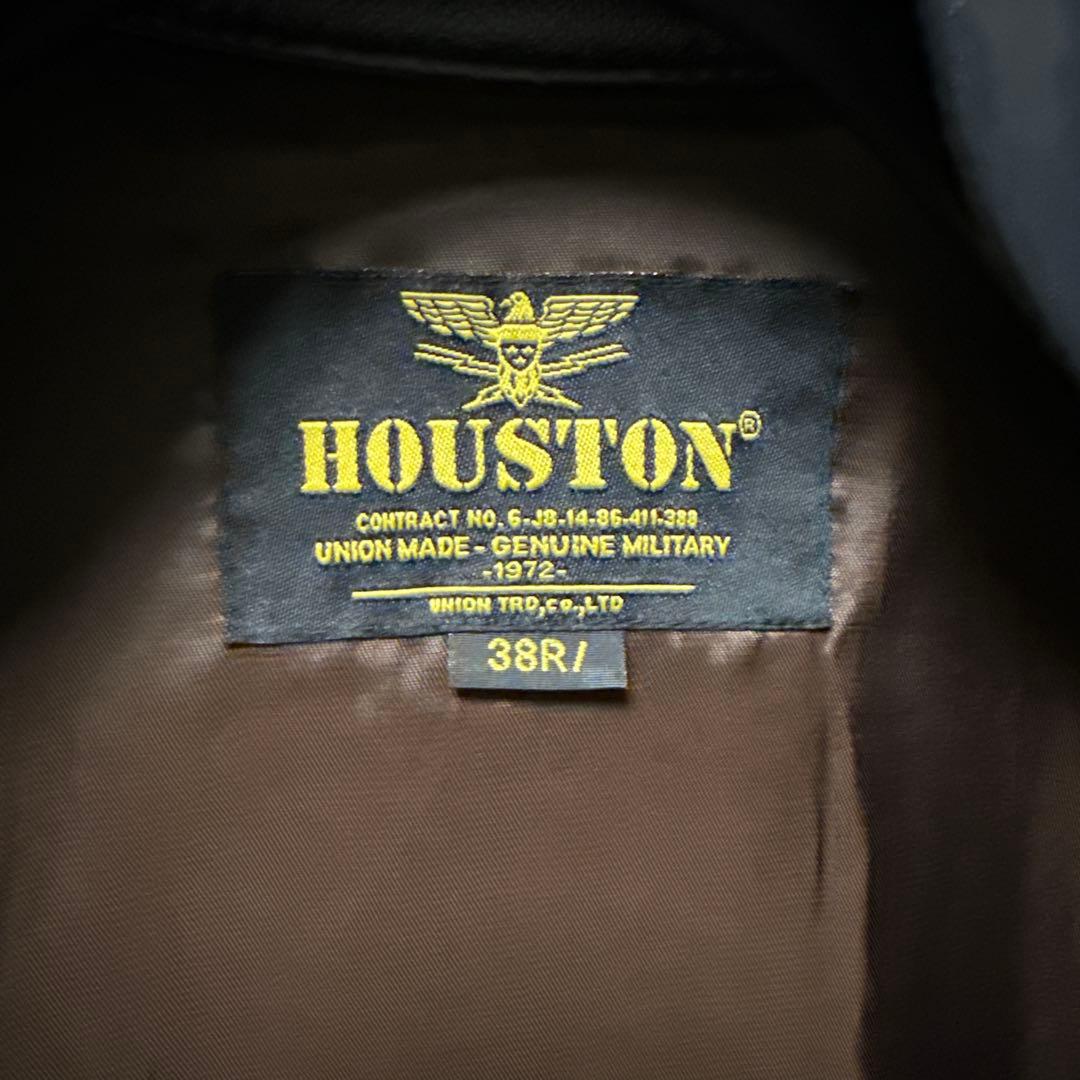 HOUSTON®
CONTRACT NO. 6-J8-14-86-411-388
UNION MADE - GENUINE MILITARY
-1972-
UNION TRD,co.,LTD
38R/